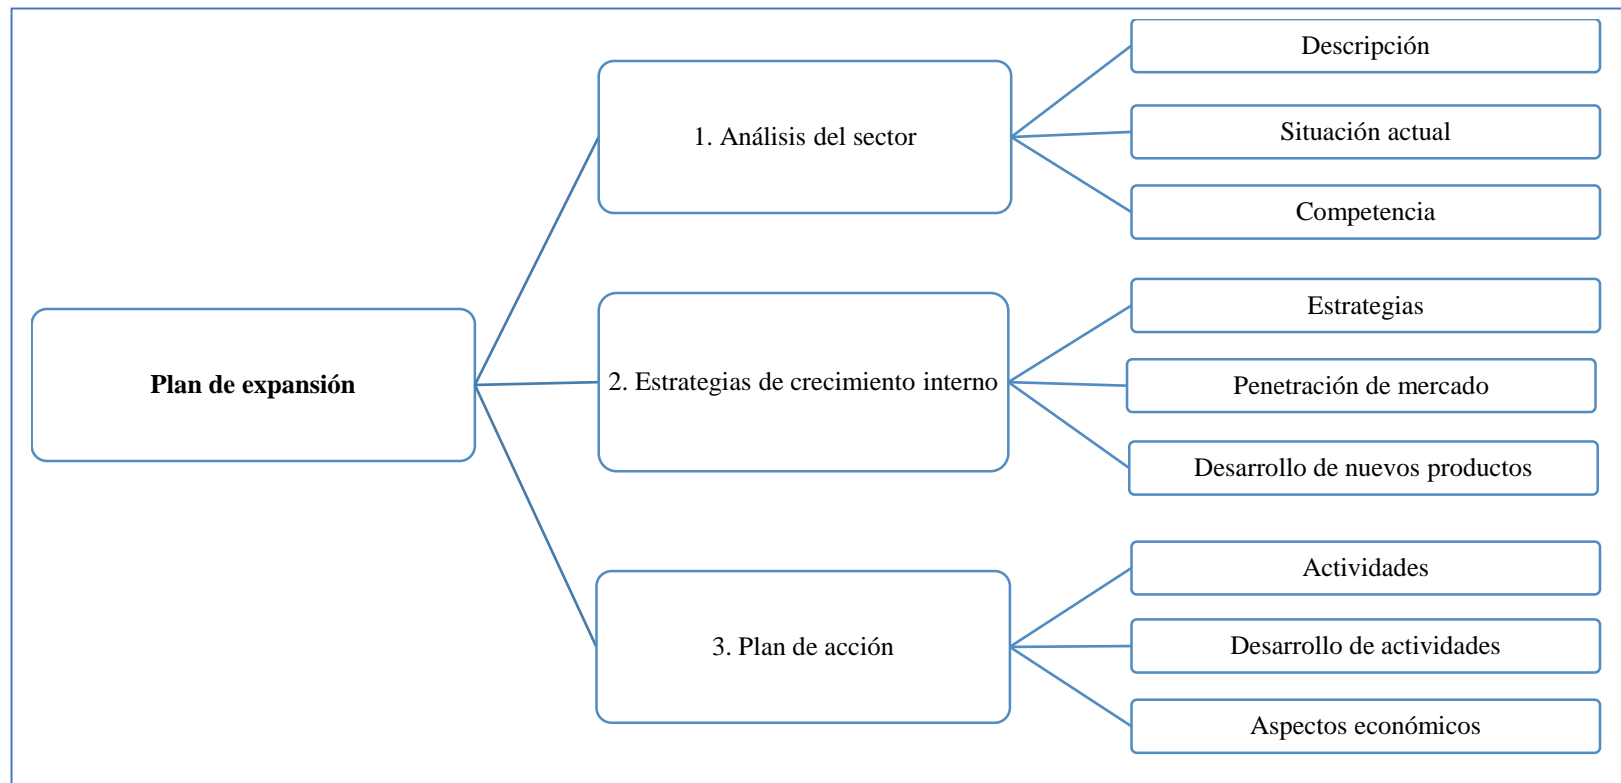 Plan de expansión
1. Análisis del sector
Descripción
Situación actual
Competencia
2. Estrategias de crecimiento interno
Estrategias
Penetración de mercado
Desarrollo de nuevos productos
3. Plan de acción
Actividades
Desarrollo de actividades
Aspectos económicos